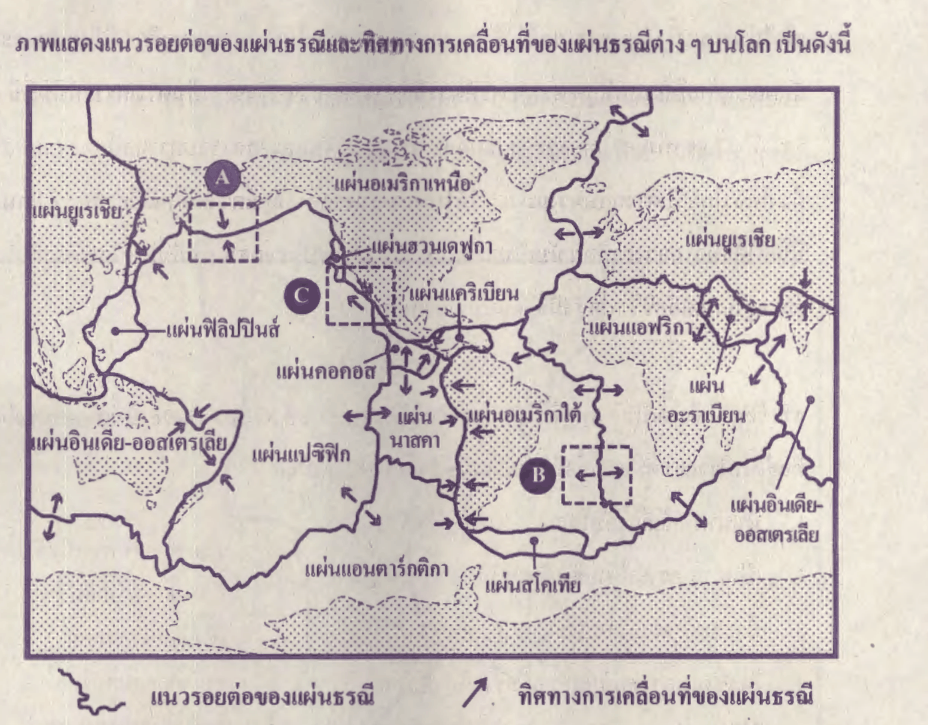 ภาพแสดงแนวรอยต่อของแผ่นธรณีและทิศทางการเคลื่อนที่ของแผ่นธรณีต่าง ๆ บนโลก เป็นดังนี้
A
แผ่นอเมริกาเหนือ
แผ่นยูเรเชีย
แผ่นยูเรเชีย
แผ่นฮวนเดฟูกา
C
แผ่นแคริเบียน
แผ่นฟิลิปปินส์
แผ่นแอฟริกา
แผ่นคอคอส
แผ่น
อะราเบียน
แผ่น
นาสคา
แผ่นอเมริกาใต้
แผ่นอินเดีย-ออสเตรเลีย
แผ่นแปซิฟิก
B
แผ่นอินเดีย-
ออสเตรเลีย
แผ่นแอนตาร์กติกา
แผ่นสโคเทีย
แนวรอยต่อของแผ่นธรณี
ทิศทางการเคลื่อนที่ของแผ่นธรณี